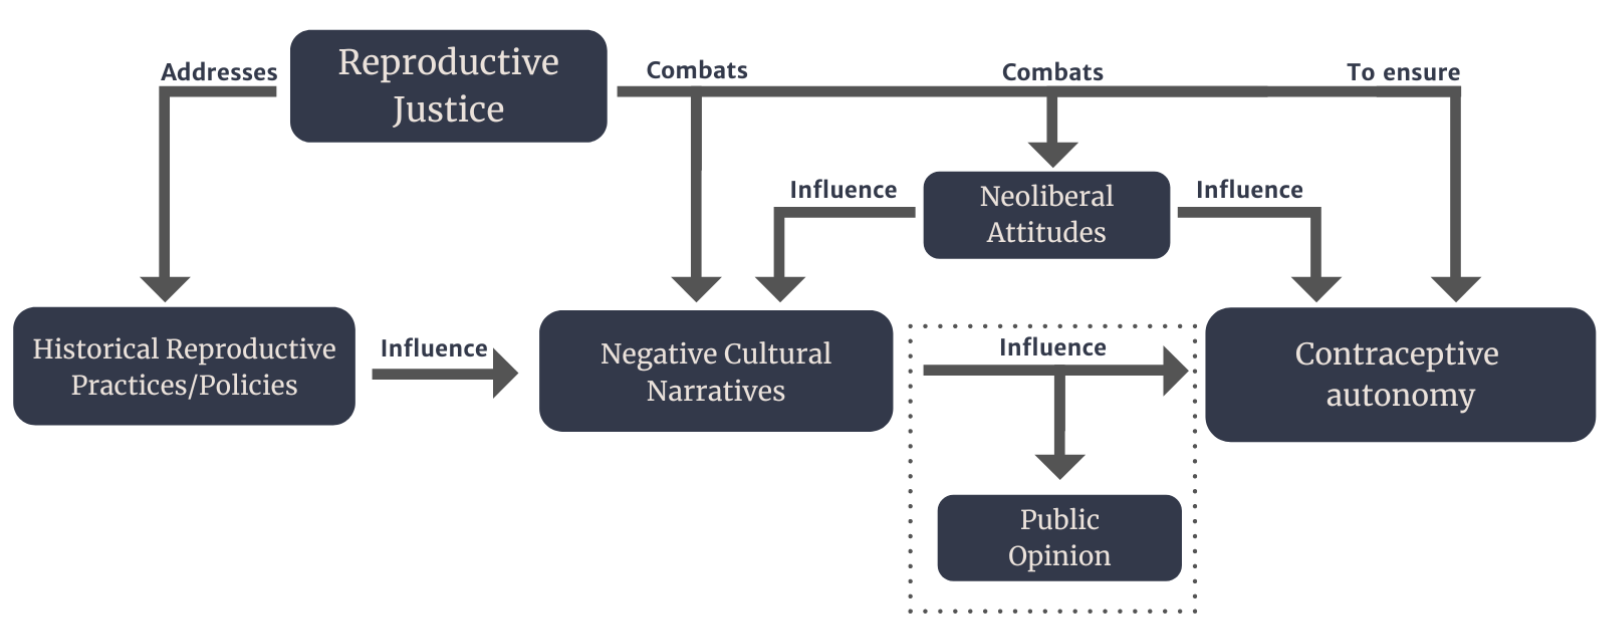 Reproductive
Justice
Addresses
Combats
Combats
To ensure
Neoliberal
Attitudes
Influence
Influence
Historical Reproductive
Practices/Policies
Influence
Negative Cultural
Narratives
Influence
Contraceptive
autonomy
Public
Opinion